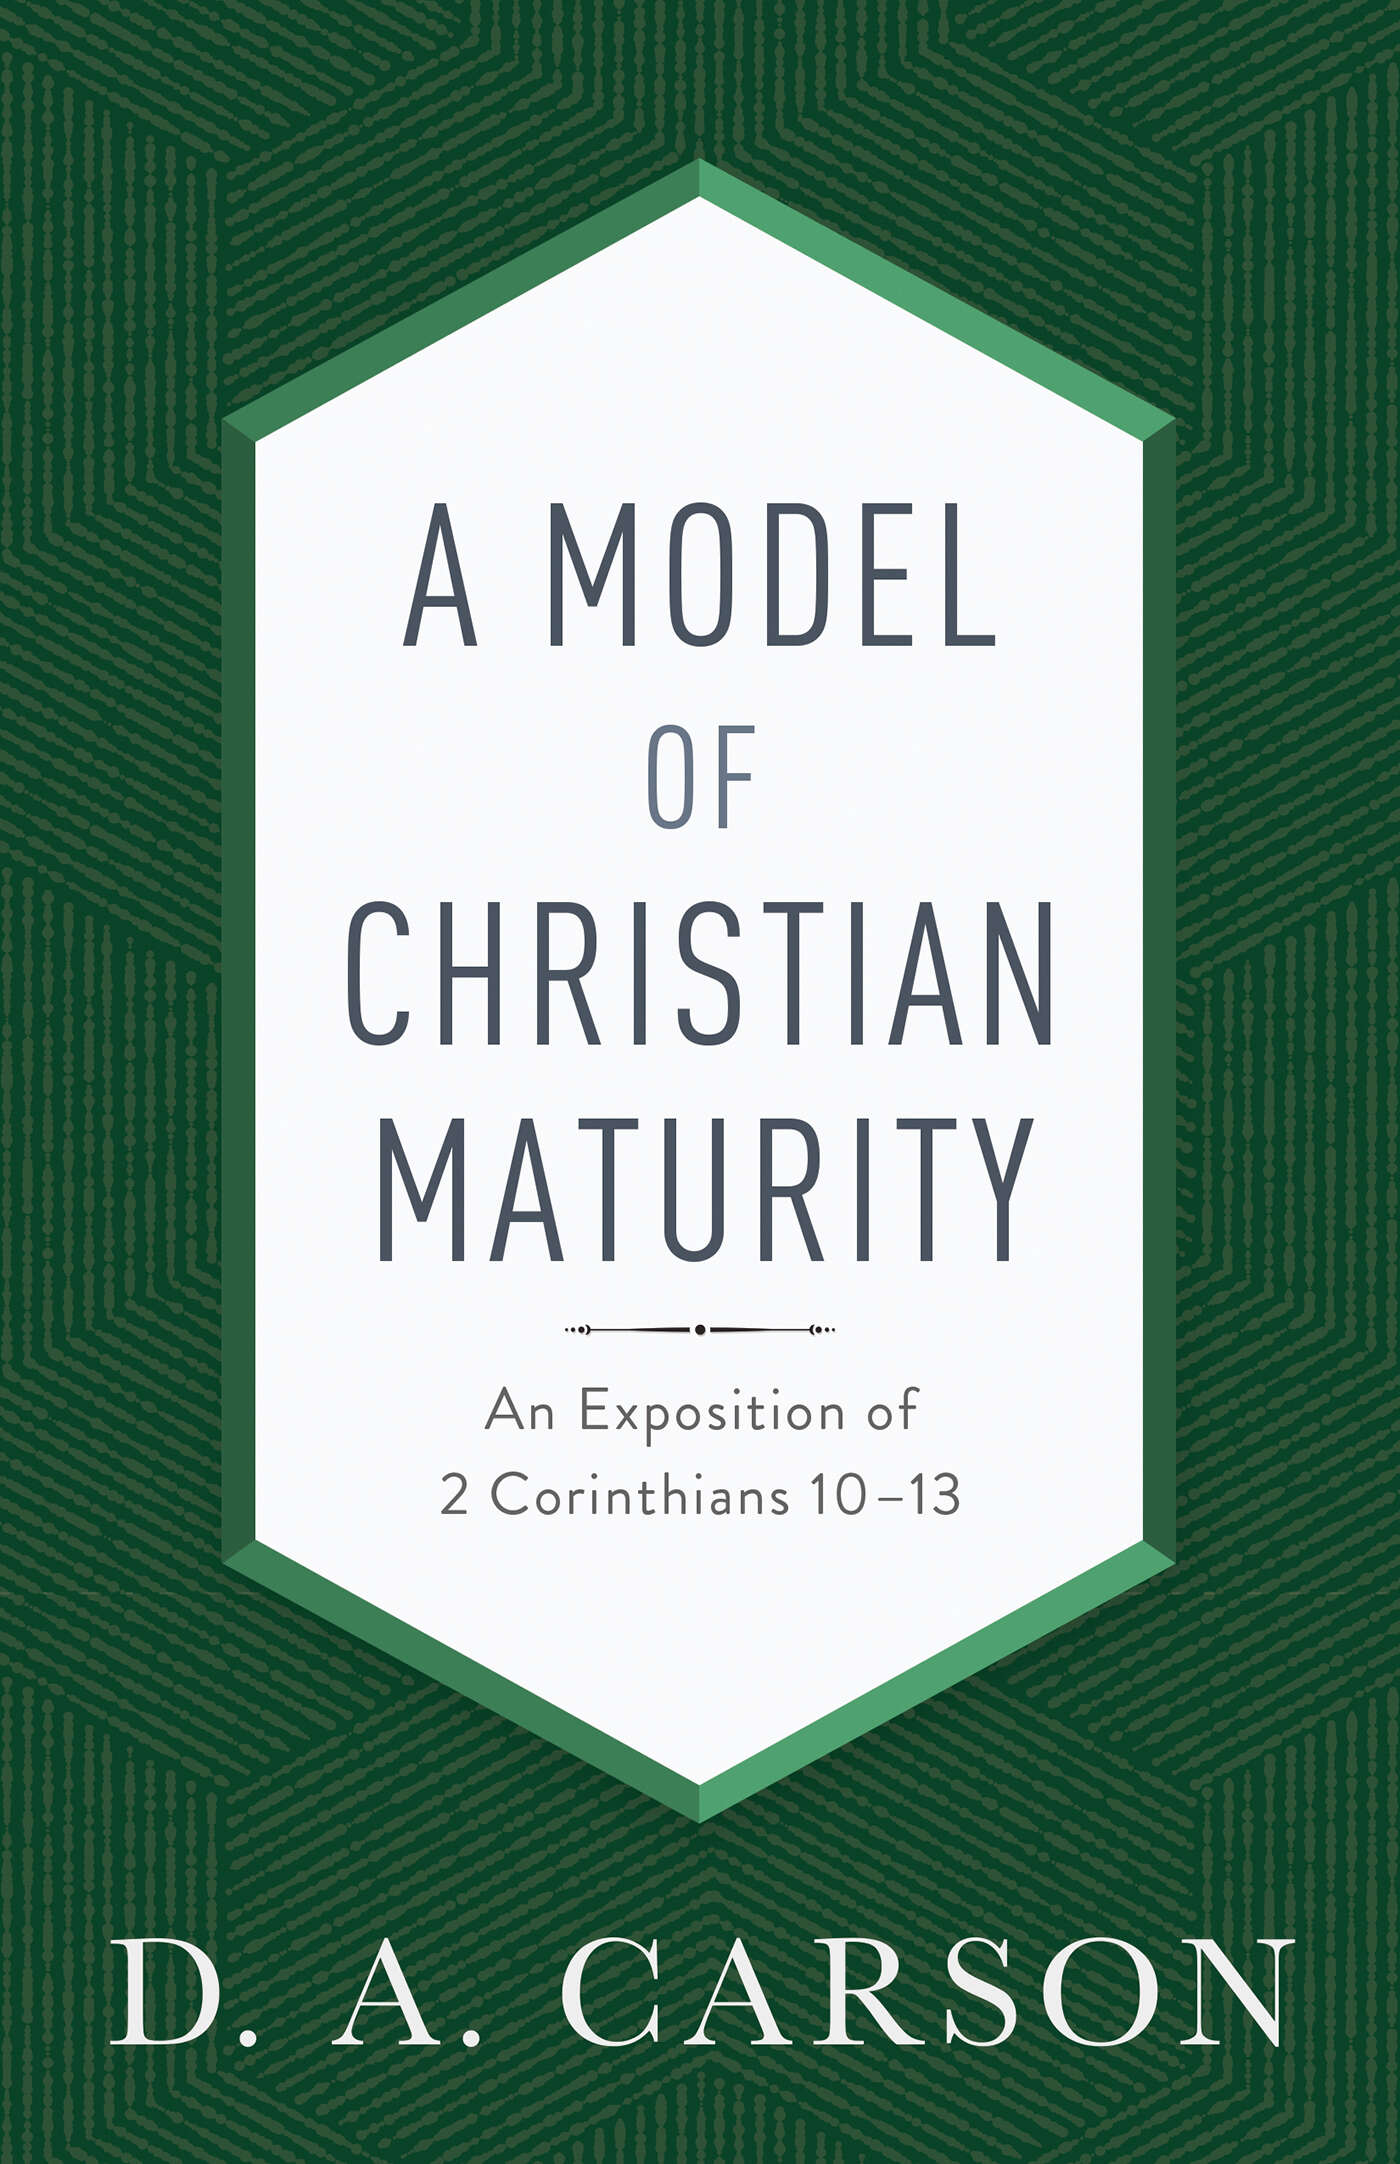 A MODEL
OF
CHRISTIAN
MATURITY
An Exposition of
2 Corinthians 10–13
D. A. CARSON